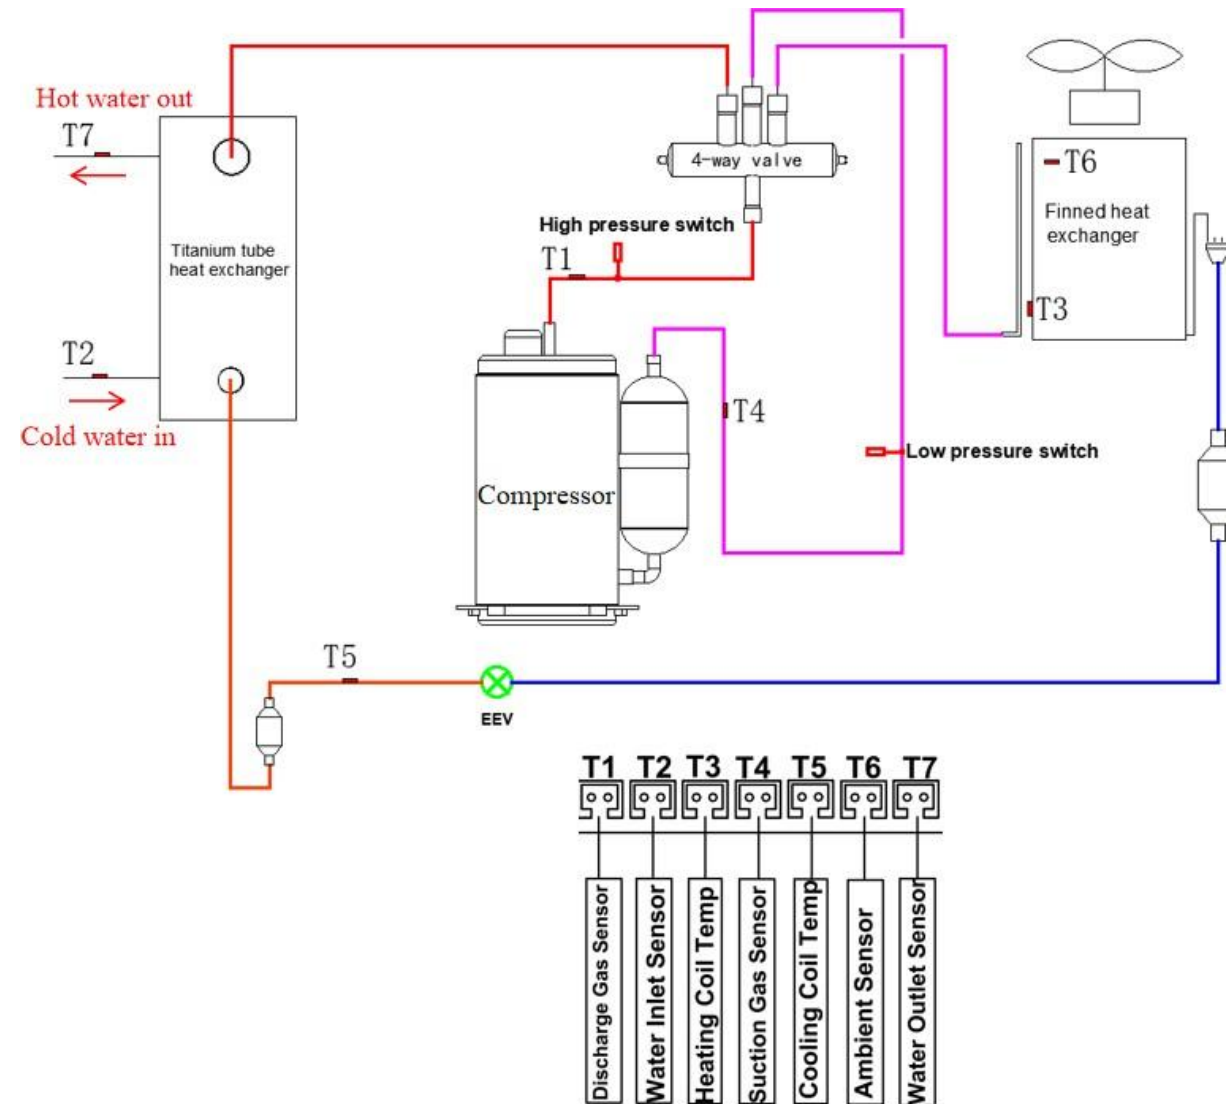 Hot water out
T7
4-way valve
T6
High pressure switch
Finned heat
exchanger
T1
Titanium tube
heat exchanger
T3
T2
T4
Cold water in
Low pressure switch
Compressor
T5
EEV
T1 T2 T3 T4 T5 T6 T7
Discharge Gas Sensor
Water Inlet Sensor
Heating Coil Temp
Suction Gas Sensor
Cooling Coil Temp
Ambient Sensor
Water Outlet Sensor